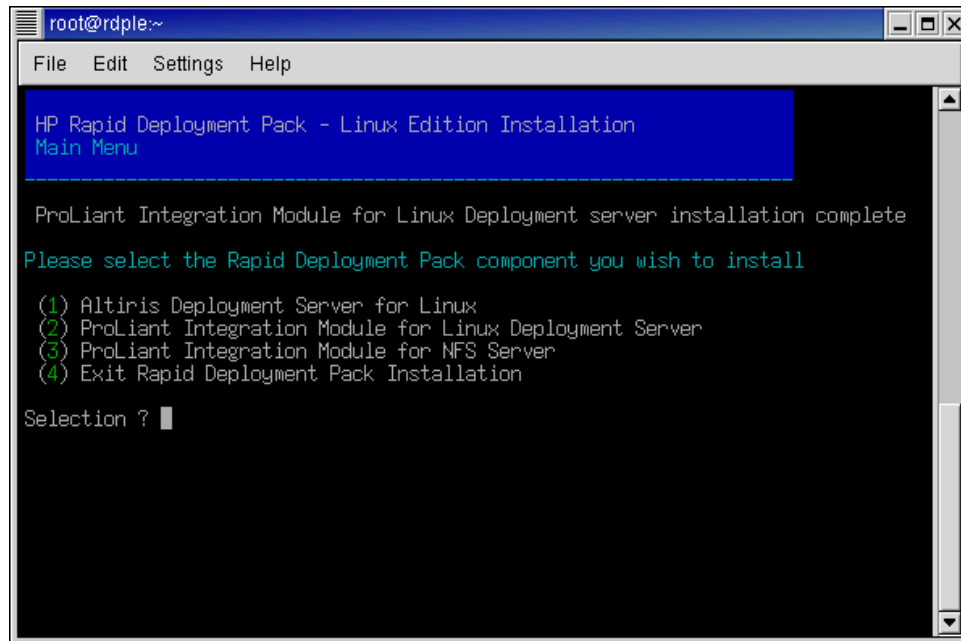 root@rdple:~
File Edit Settings Help
HP Rapid Deployment Pack - Linux Edition Installation
Main Menu
ProLiant Integration Module for Linux Deployment server installation complete
Please select the Rapid Deployment Pack component you wish to install
(1) Altiris Deployment Server for Linux
(2) ProLiant Integration Module for Linux Deployment Server
(3) ProLiant Integration Module for NFS Server
(4) Exit Rapid Deployment Pack Installation
Selection ?